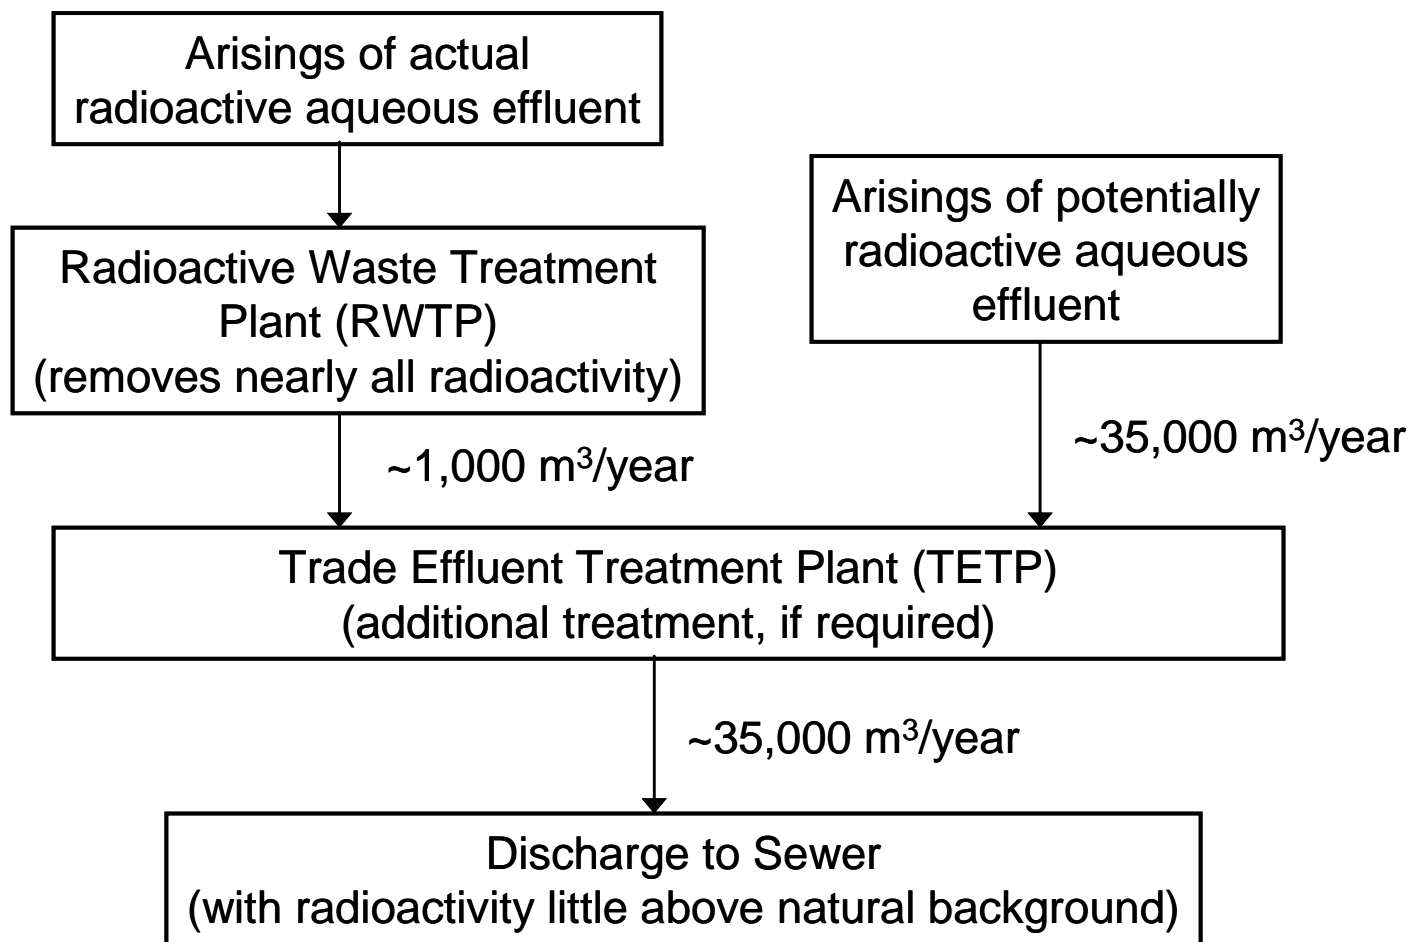 Arisings of actual
radioactive aqueous effluent
Arisings of potentially
radioactive aqueous
effluent
Radioactive Waste Treatment
Plant (RWTP)
(removes nearly all radioactivity)
~35,000 m³/year
~1,000 m³/year
Trade Effluent Treatment Plant (TETP)
(additional treatment, if required)
~35,000 m³/year
Discharge to Sewer
(with radioactivity little above natural background)